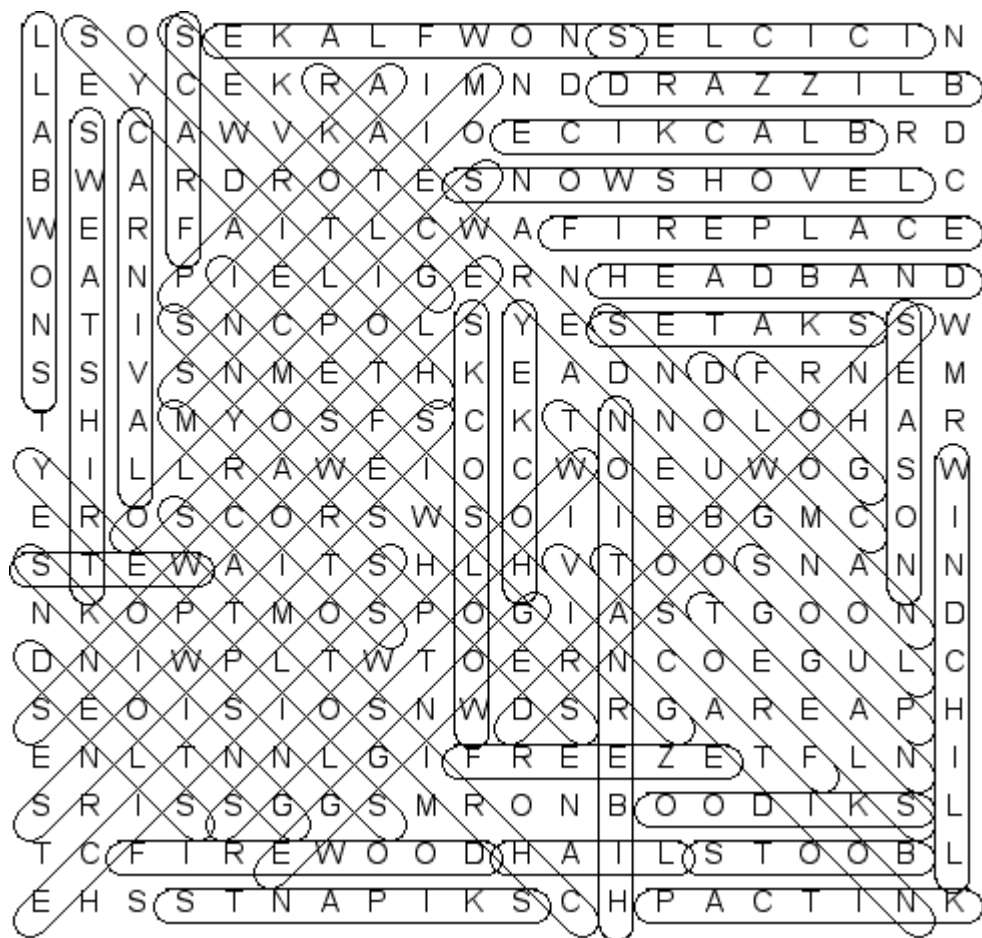 L S O S E K A L F W O N S E L C I C I N
L E Y C E K R A I M N D D R A Z Z I L B
A S C A W V K A I O E C I K C A L B R D
B W A R D R O T E S N O W S H O V E L C
W E R F A I T L C W A F I R E P L A C E
O A N P I E L I G E R N H E A D B A N D
N T I S N C P O L S Y E S E T A K S S W
S S V S N M E T H K E A D N D F R N E M
T H A M Y O S F S C K T N N O L O H A R
Y I L L R A W E I O C W O E U W O G S W
E R O S C O R S W S O I I B B G M C O I
S T E W A I T S H L H V T O O S N A N N
N K O P T M O S P O G I A S T G O O N D
D N I W P L T W T O E R N C O E G U L C
S E O I S I O S N W D S R G A R E A P H
E N L T N N L G I F R E E Z E T F L N I
S R I S S G G S M R O N B O O D I K S L
T C F I R E W O O D H A I L S T O O B L
E H S S T N A P I K S C H P A C T I N K